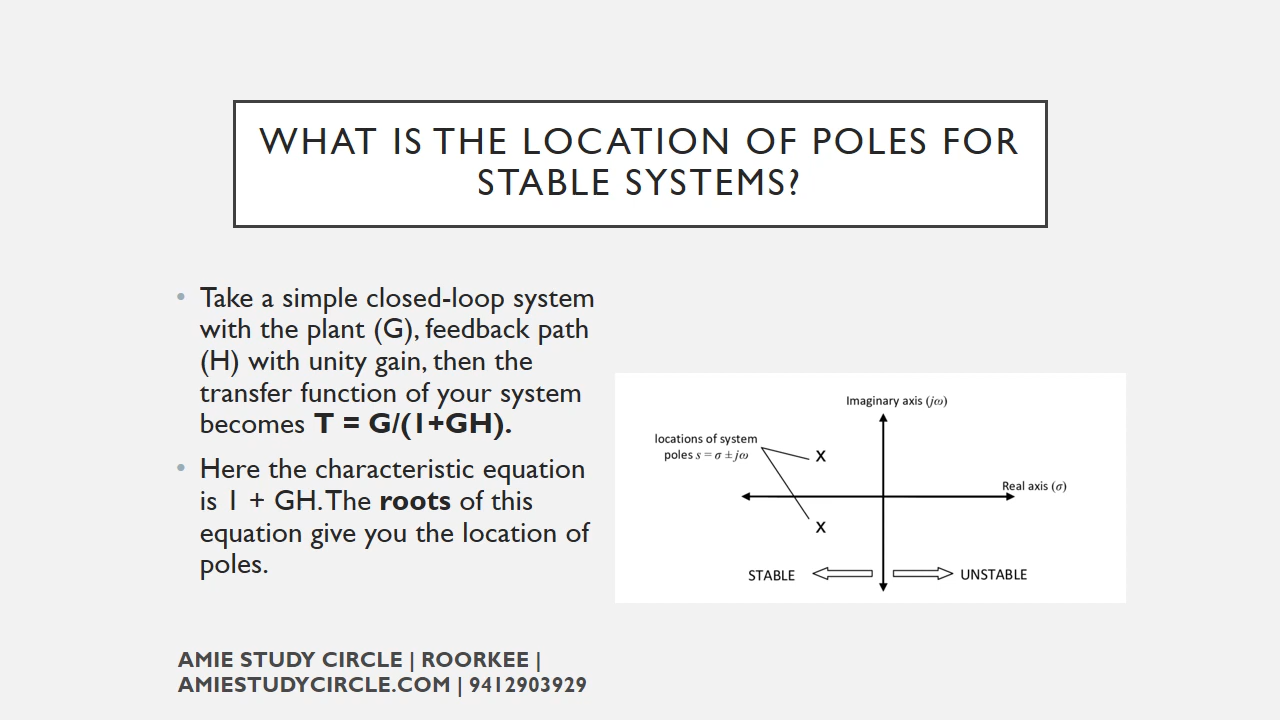 WHAT IS THE LOCATION OF POLES FOR
STABLE SYSTEMS?
• Take a simple closed-loop system
with the plant (G), feedback path
(H) with unity gain, then the
transfer function of your system
becomes T = G/(1+GH).
• Here the characteristic equation
is 1 + GH. The roots of this
equation give you the location of
poles.
Imaginary axis (jω)
locations of system
poles s = σ ± jω
X
Real axis (σ)
X
STABLE
UNSTABLE
AMIE STUDY CIRCLE | ROORKEE |
AMIESTUDYCIRCLE.COM | 9412903929